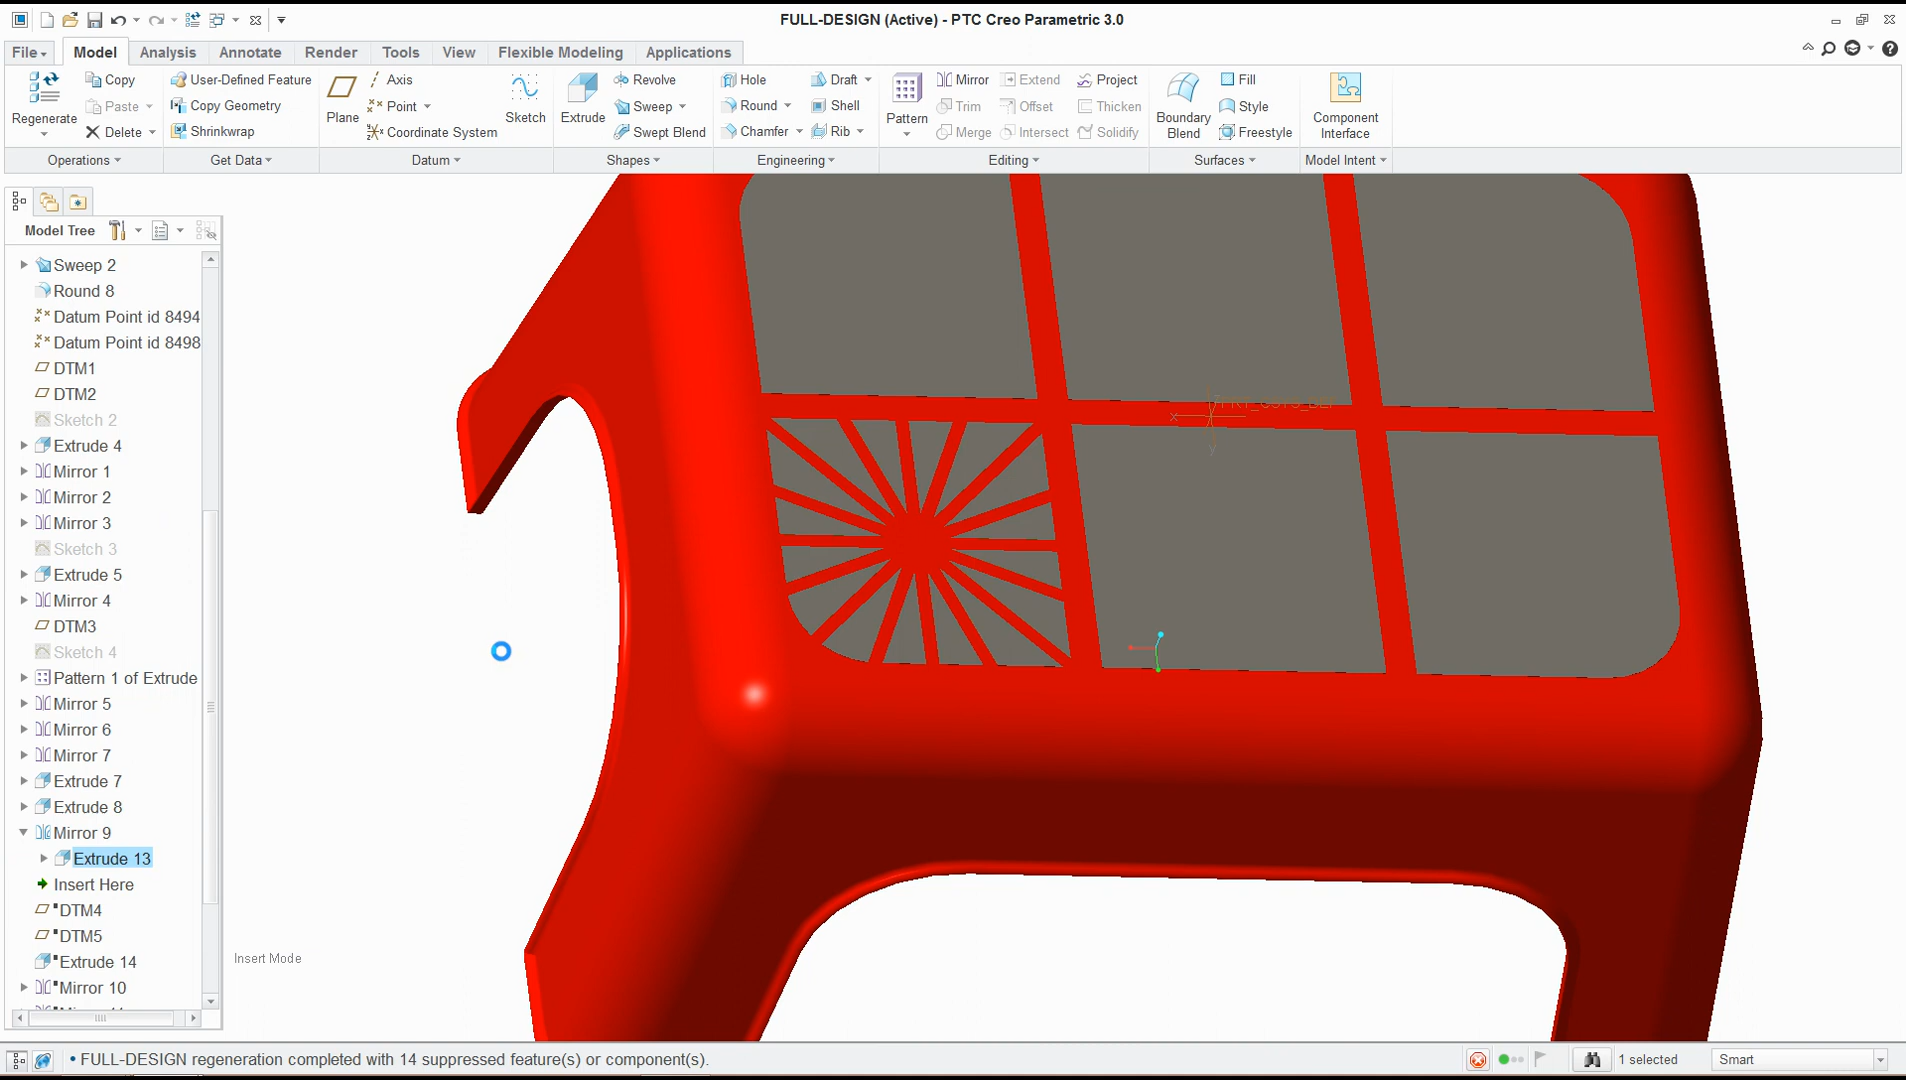 FULL-DESIGN (Active) - PTC Creo Parametric 3.0
File Model Analysis Annotate Render Tools View Flexible Modeling Applications
Regenerate
Copy
Paste
Delete
Operations
User-Defined Feature
Copy Geometry
Shrinkwrap
Get Data
Plane
Axis
Point
Coordinate System
Sketch
Datum
Extrude
Revolve
Sweep
Swept Blend
Shapes
Hole
Round
Chamfer
Draft
Shell
Rib
Engineering
Pattern
Mirror
Trim
Merge
Extend
Offset
Intersect
Project
Thicken
Solidify
Editing
Boundary
Blend
Fill
Style
Freestyle
Surfaces
Component
Interface
Model Intent
Model Tree
Sweep 2
Round 8
Datum Point id 8494
Datum Point id 8498
DTM1
DTM2
Sketch 2
Extrude 4
Mirror 1
Mirror 2
Mirror 3
Sketch 3
Extrude 5
Mirror 4
DTM3
Sketch 4
Pattern 1 of Extrude
Mirror 5
Mirror 6
Mirror 7
Extrude 7
Extrude 8
Mirror 9
Extrude 13
Insert Here
DTM4
DTM5
Extrude 14
Mirror 10
Insert Mode
X
• FULL-DESIGN regeneration completed with 14 suppressed feature(s) or component(s).
1 selected
Smart